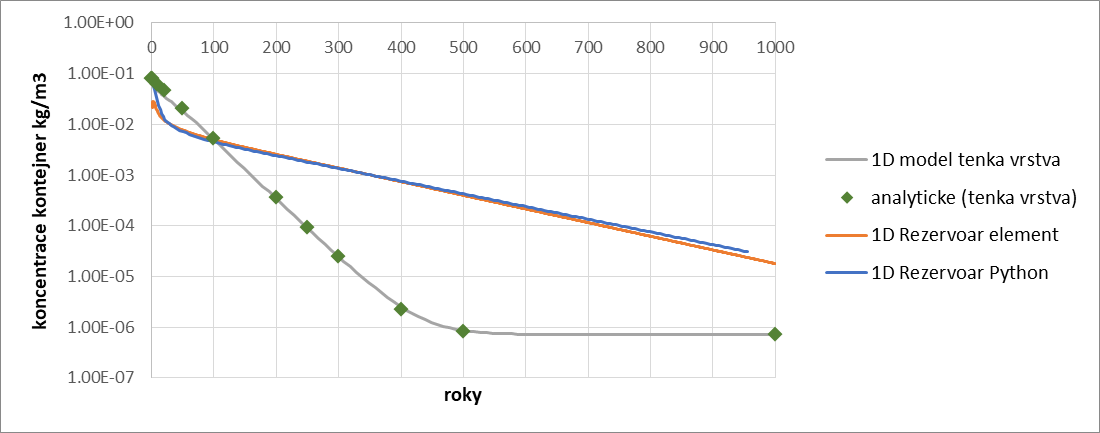 1.00E+00
0 100 200 300 400 500 600 700 800 900 1000
1.00E-01
1.00E-02
1.00E-03
1.00E-04
1.00E-05
1.00E-06
1.00E-07
koncentrace kontejner kg/m3
roky
1D model tenka vrstva
analyticke (tenka vrstva)
1D Rezervoar element
1D Rezervoar Python